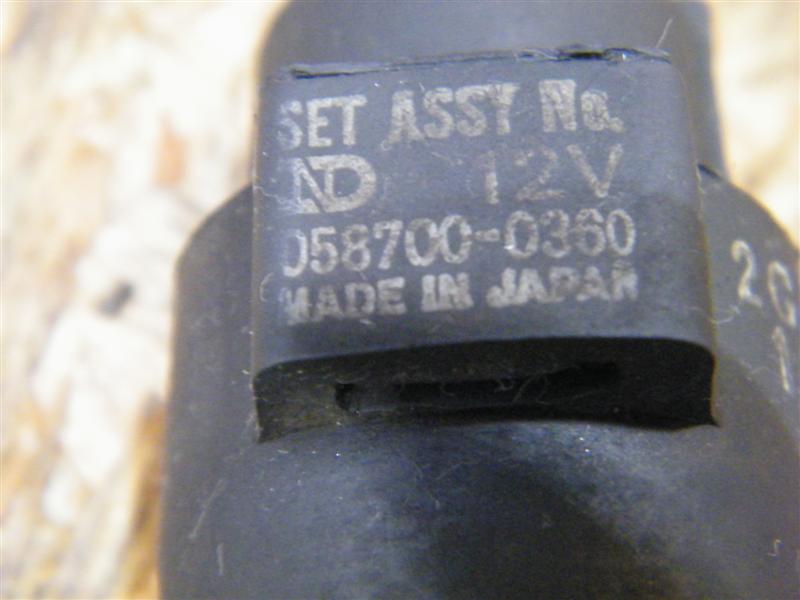 SET ASSY No.
ND 12V
058700-0360
MADE IN JAPAN